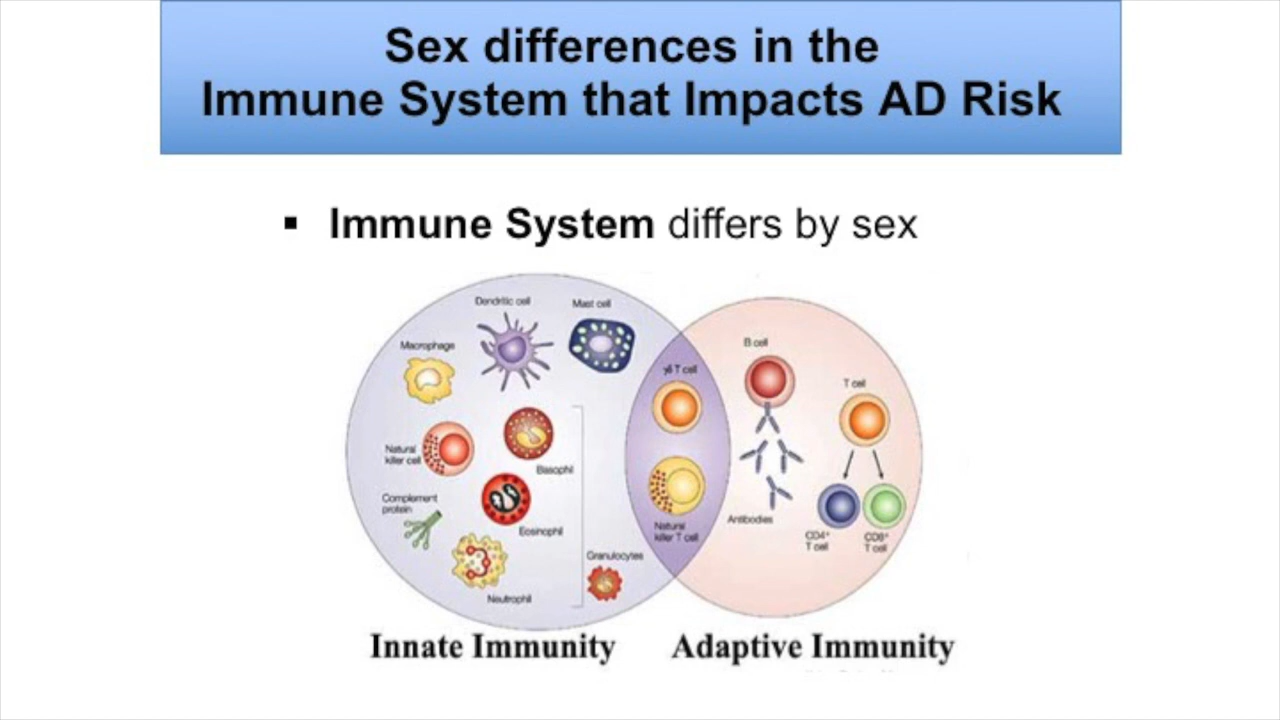 Sex differences in the
Immune System that Impacts AD Risk
▪ Immune System differs by sex
Dendritic cell
Mast cell
Macrophage
Natural
killer cell
Basophil
Complement
protein
Eosinophil
Neutrophil
Granulocytes
γδ T cell
Natural
killer T cell
B cell
Antibodies
T cell
CD4+
T cell
CD8+
T cell
Innate Immunity
Adaptive Immunity